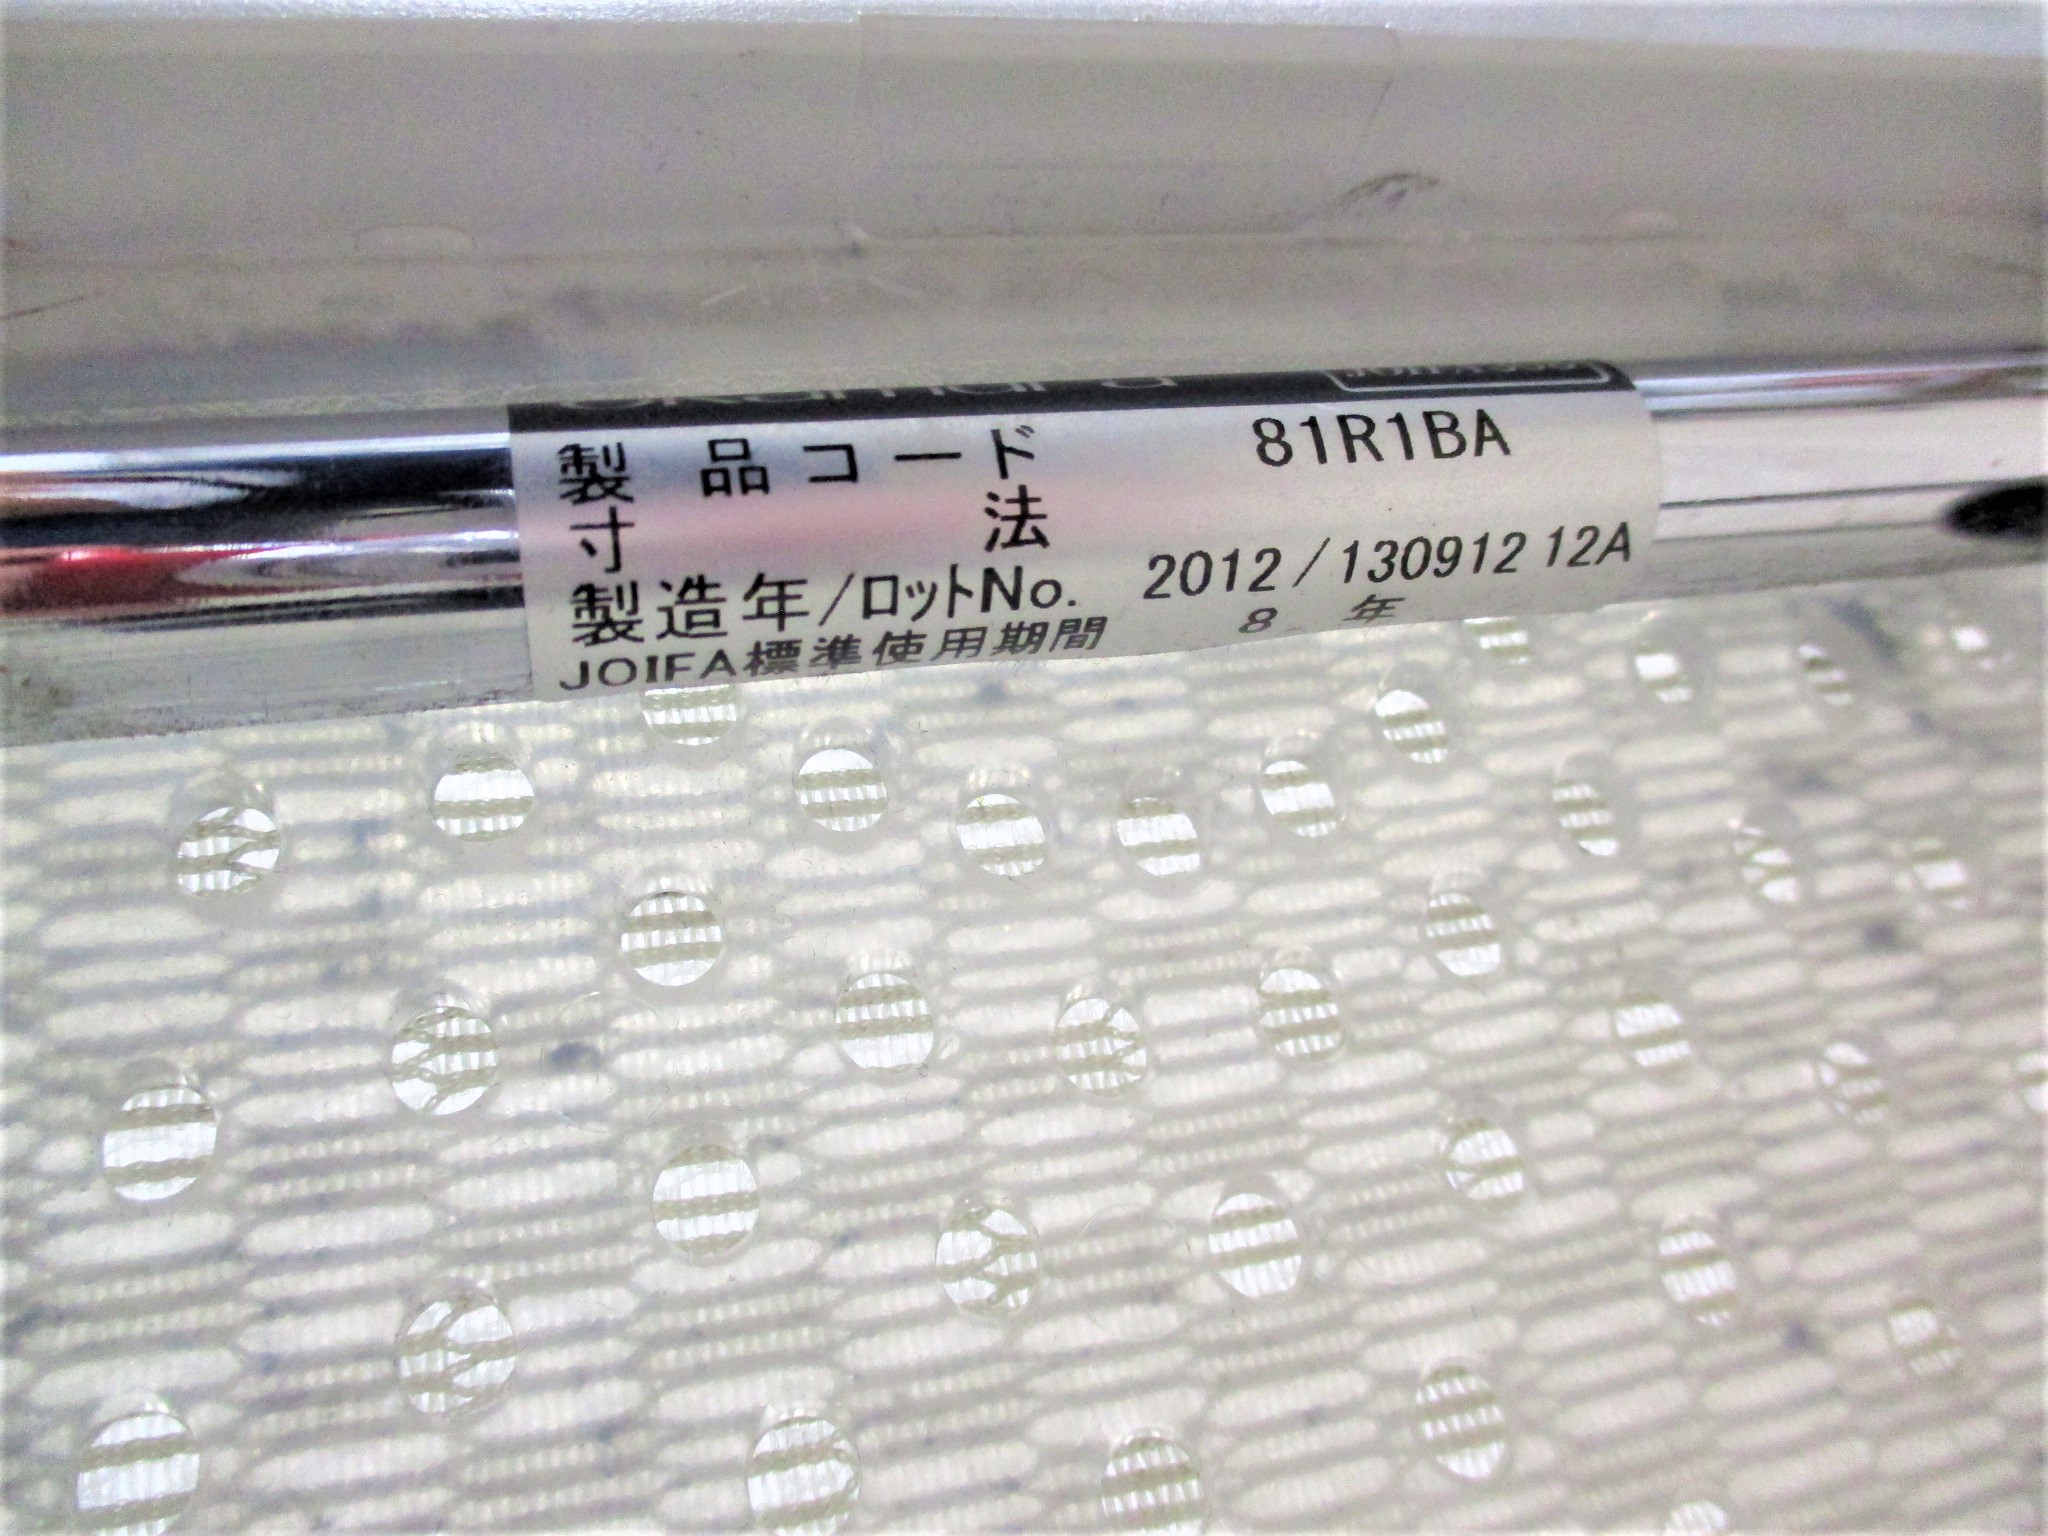 okamura
製品コード 81R1BA
寸法
製造年/ロットNo. 2012/130912 12A
JOIFA標準使用期間 8年